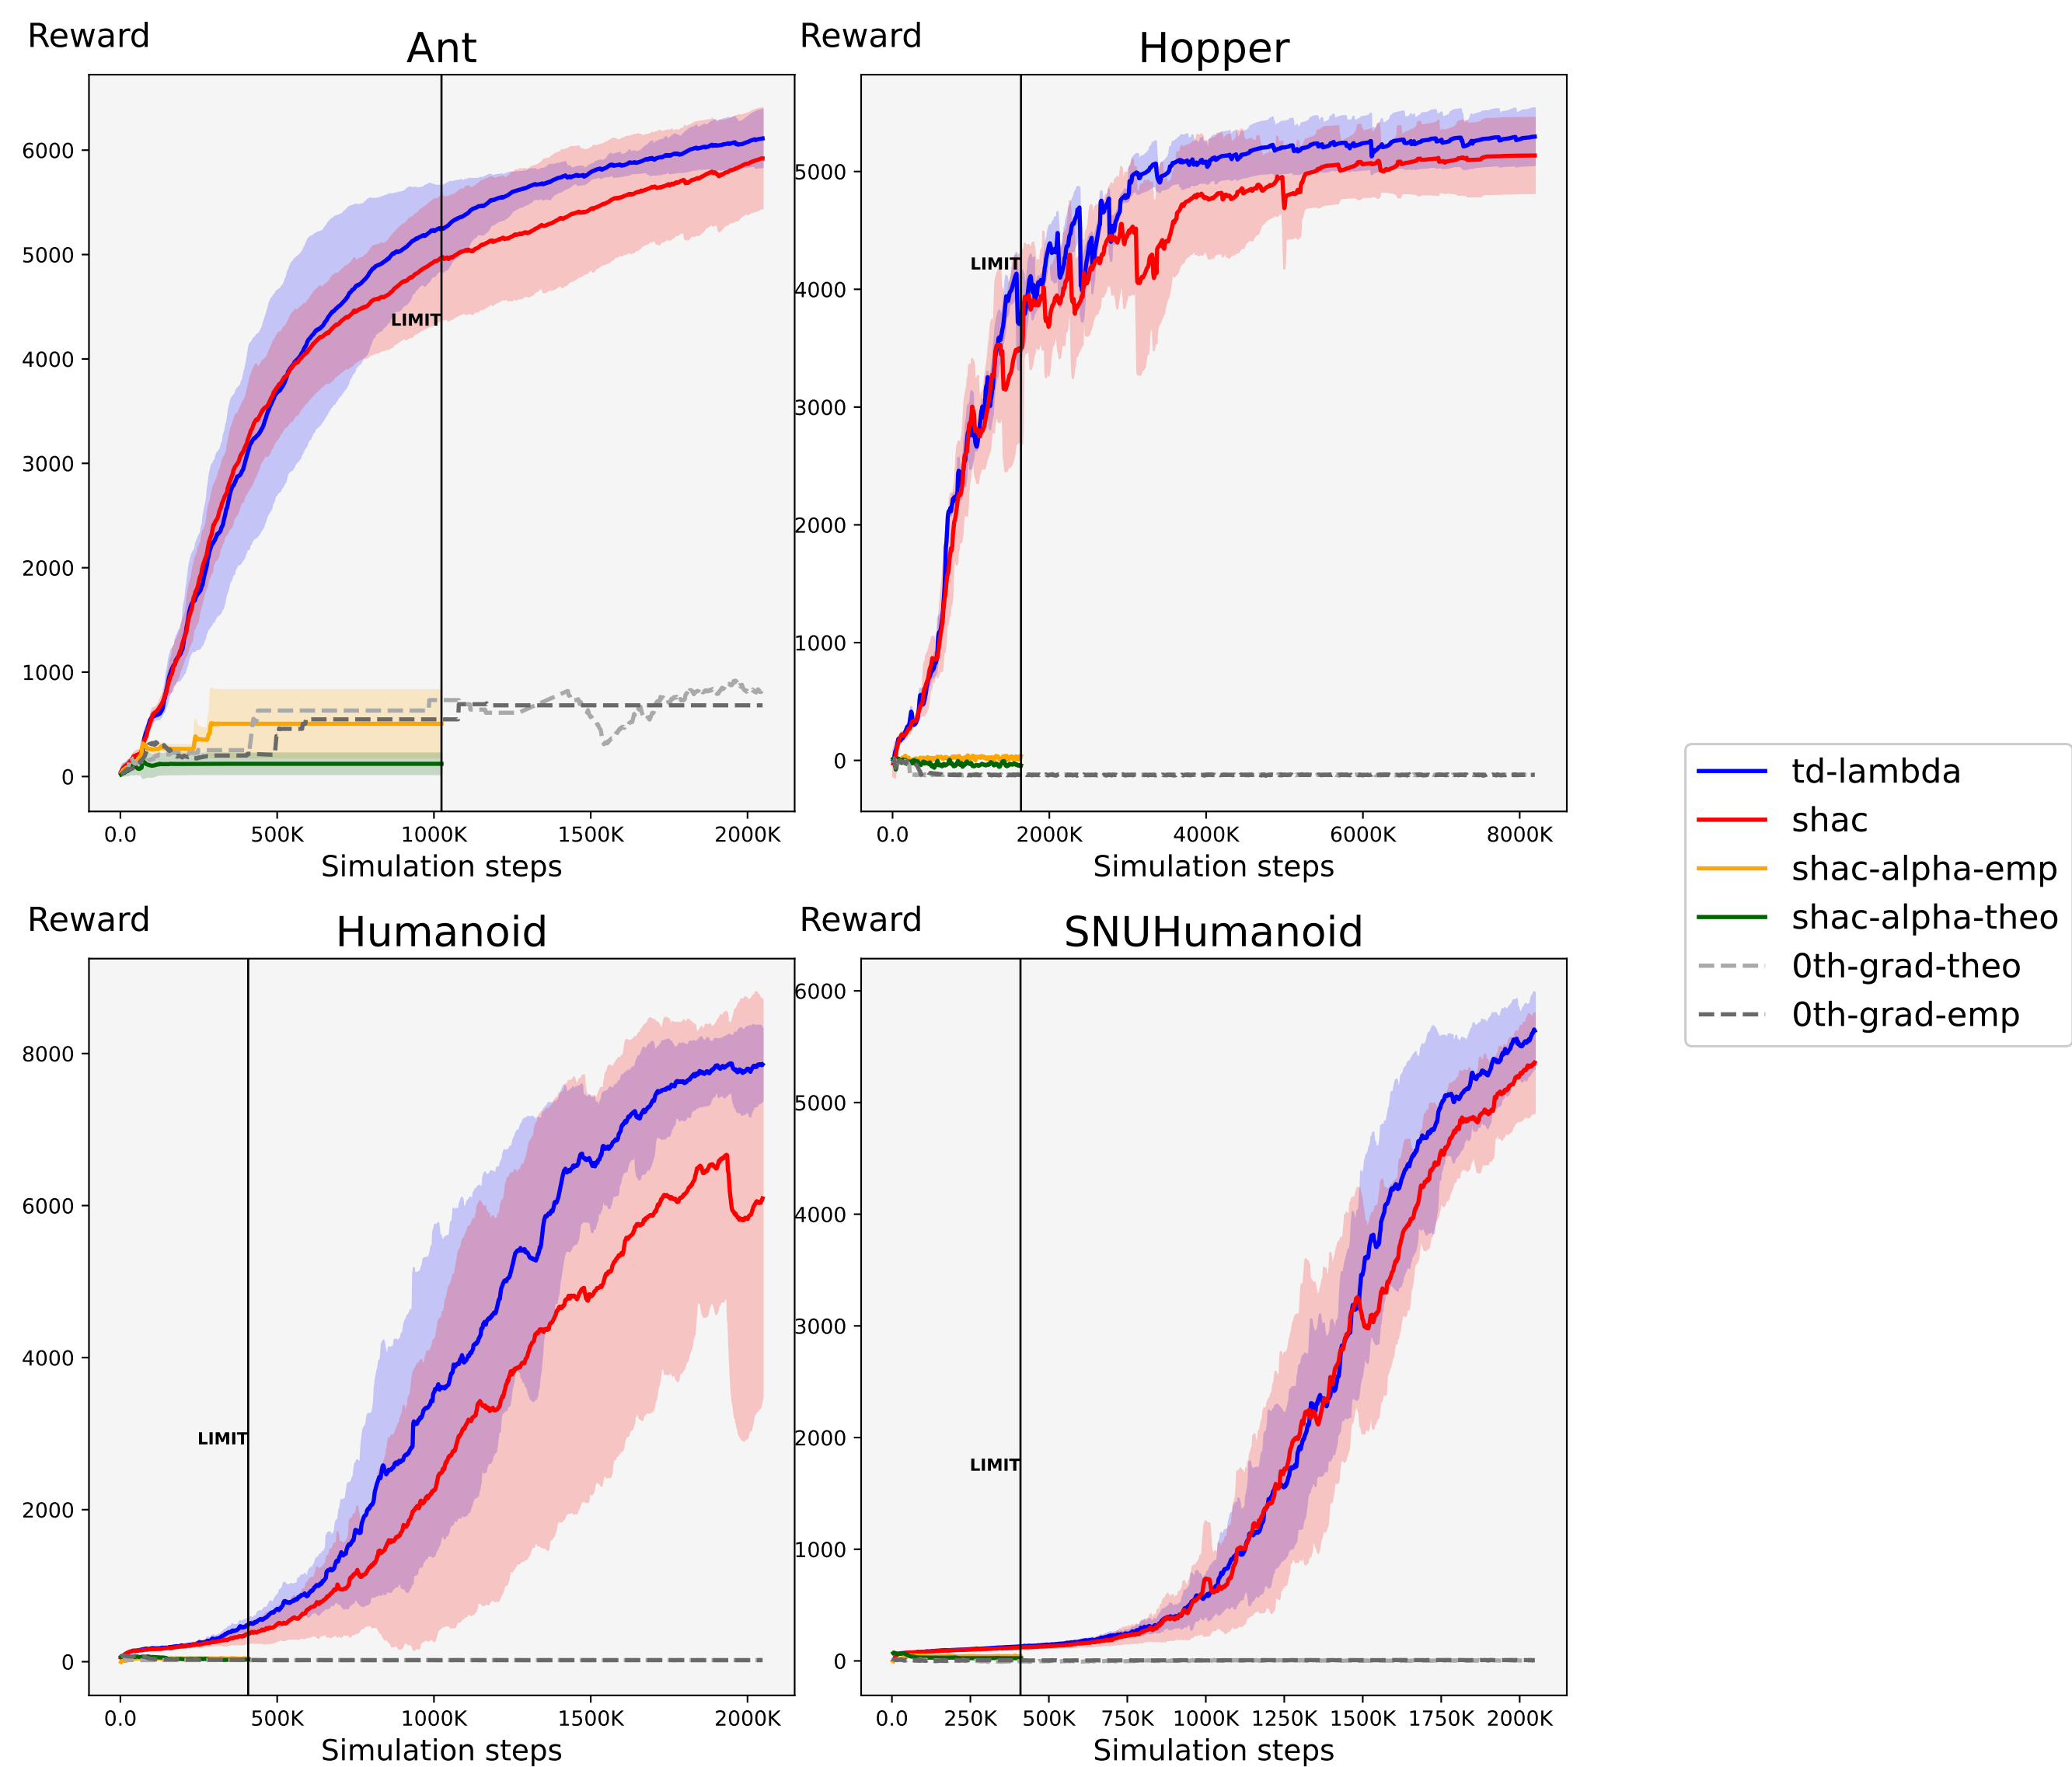 Reward
Ant
6000
5000
4000
3000
2000
1000
0
LIMIT
0.0 500K 1000K 1500K 2000K
Simulation steps
Reward
Hopper
5000
4000
3000
2000
1000
0
LIMIT
0.0 2000K 4000K 6000K 8000K
Simulation steps
Reward
Humanoid
8000
6000
4000
2000
0
LIMIT
0.0 500K 1000K 1500K 2000K
Simulation steps
Reward
SNUHumanoid
6000
5000
4000
3000
2000
1000
0
LIMIT
0.0 250K 500K 750K 1000K 1250K 1500K 1750K 2000K
Simulation steps
td-lambda
shac
shac-alpha-emp
shac-alpha-theo
0th-grad-theo
0th-grad-emp